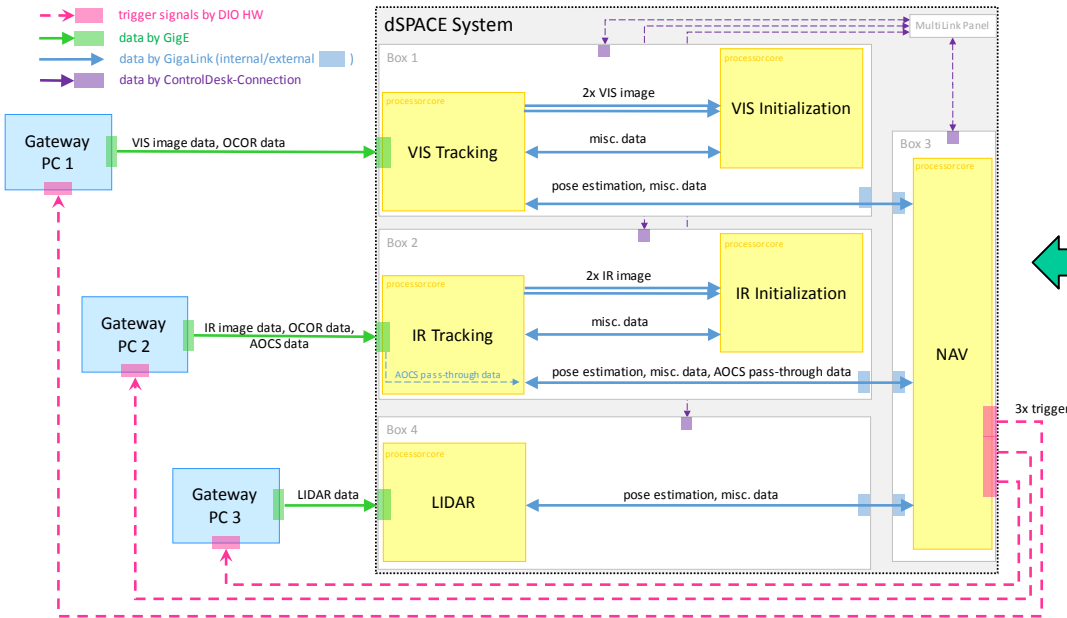 trigger signals by DIO HW
data by GigE
data by GigaLink (internal/external )
data by ControlDesk-Connection
dSPACE System
MultiLink Panel
Box 1
processorcore
VIS Tracking
2x VIS image
misc. data
processorcore
VIS Initialization
pose estimation, misc. data
Gateway
PC 1
VIS image data, OCOR data
Box 3
processorcore
NAV
Box 2
processorcore
IR Tracking
2x IR image
misc. data
processorcore
IR Initialization
AOCS pass-through data
pose estimation, misc. data, AOCS pass-through data
Gateway
PC 2
IR image data, OCOR data,
AOCS data
3x trigger
Box 4
processorcore
LIDAR
pose estimation, misc. data
Gateway
PC 3
LIDAR data